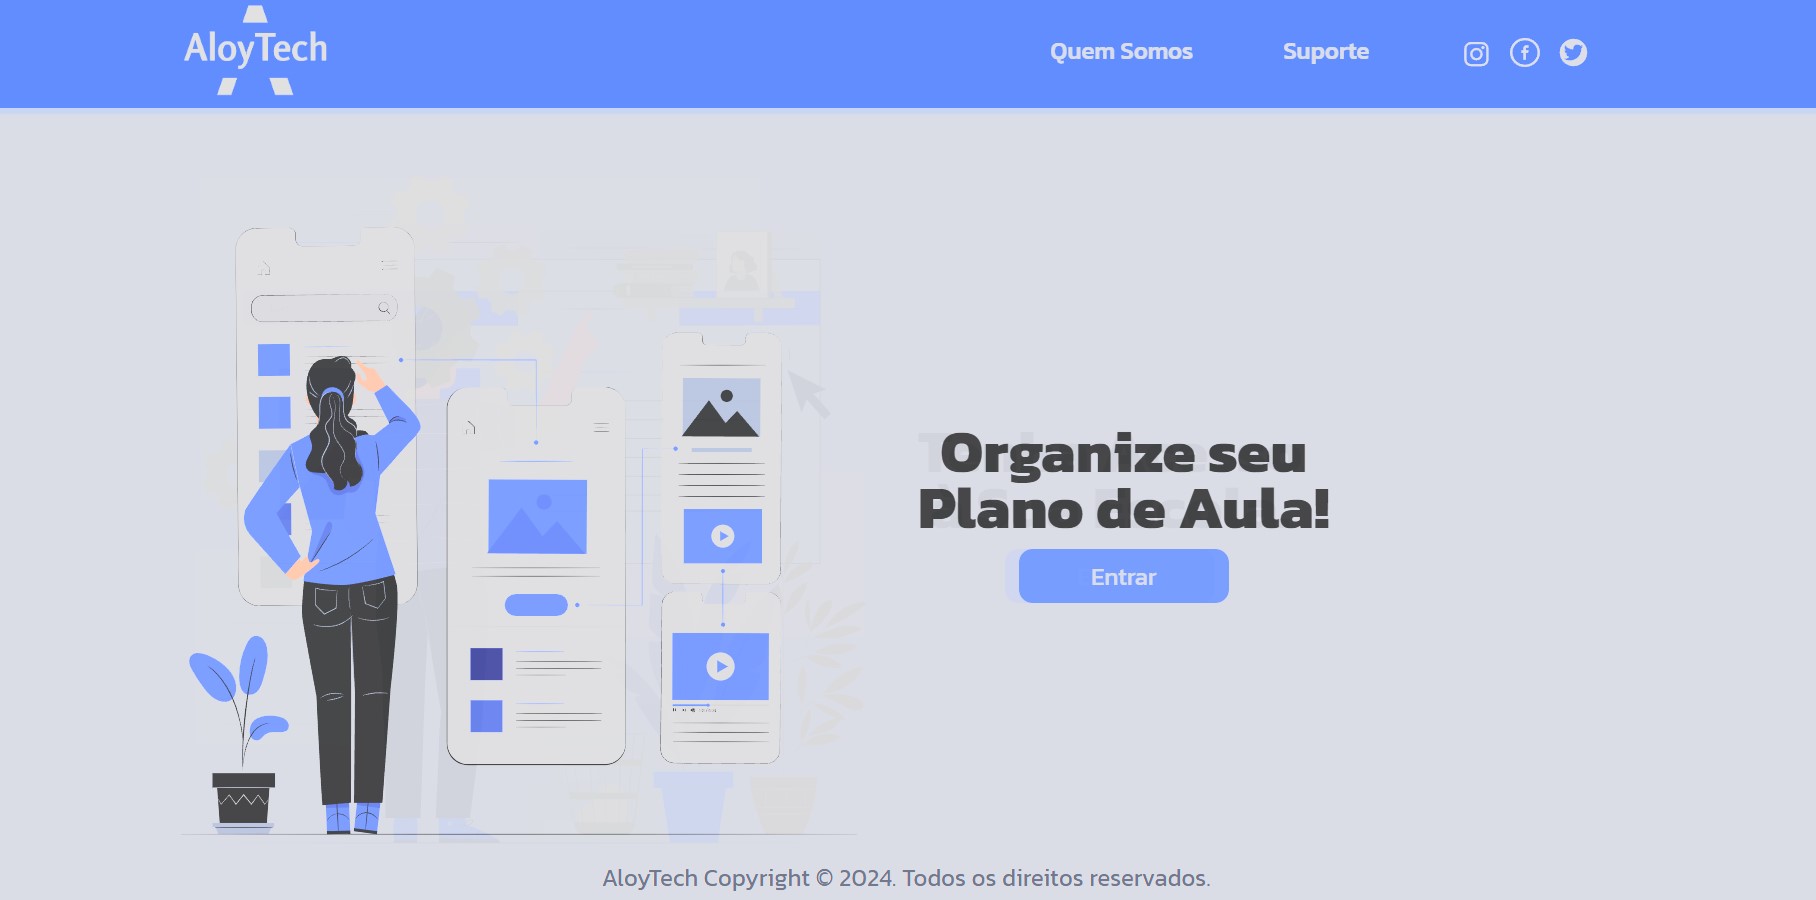 AloyTech
Quem Somos
Suporte
Organize seu
Plano de Aula!
Entrar
AloyTech Copyright © 2024. Todos os direitos reservados.